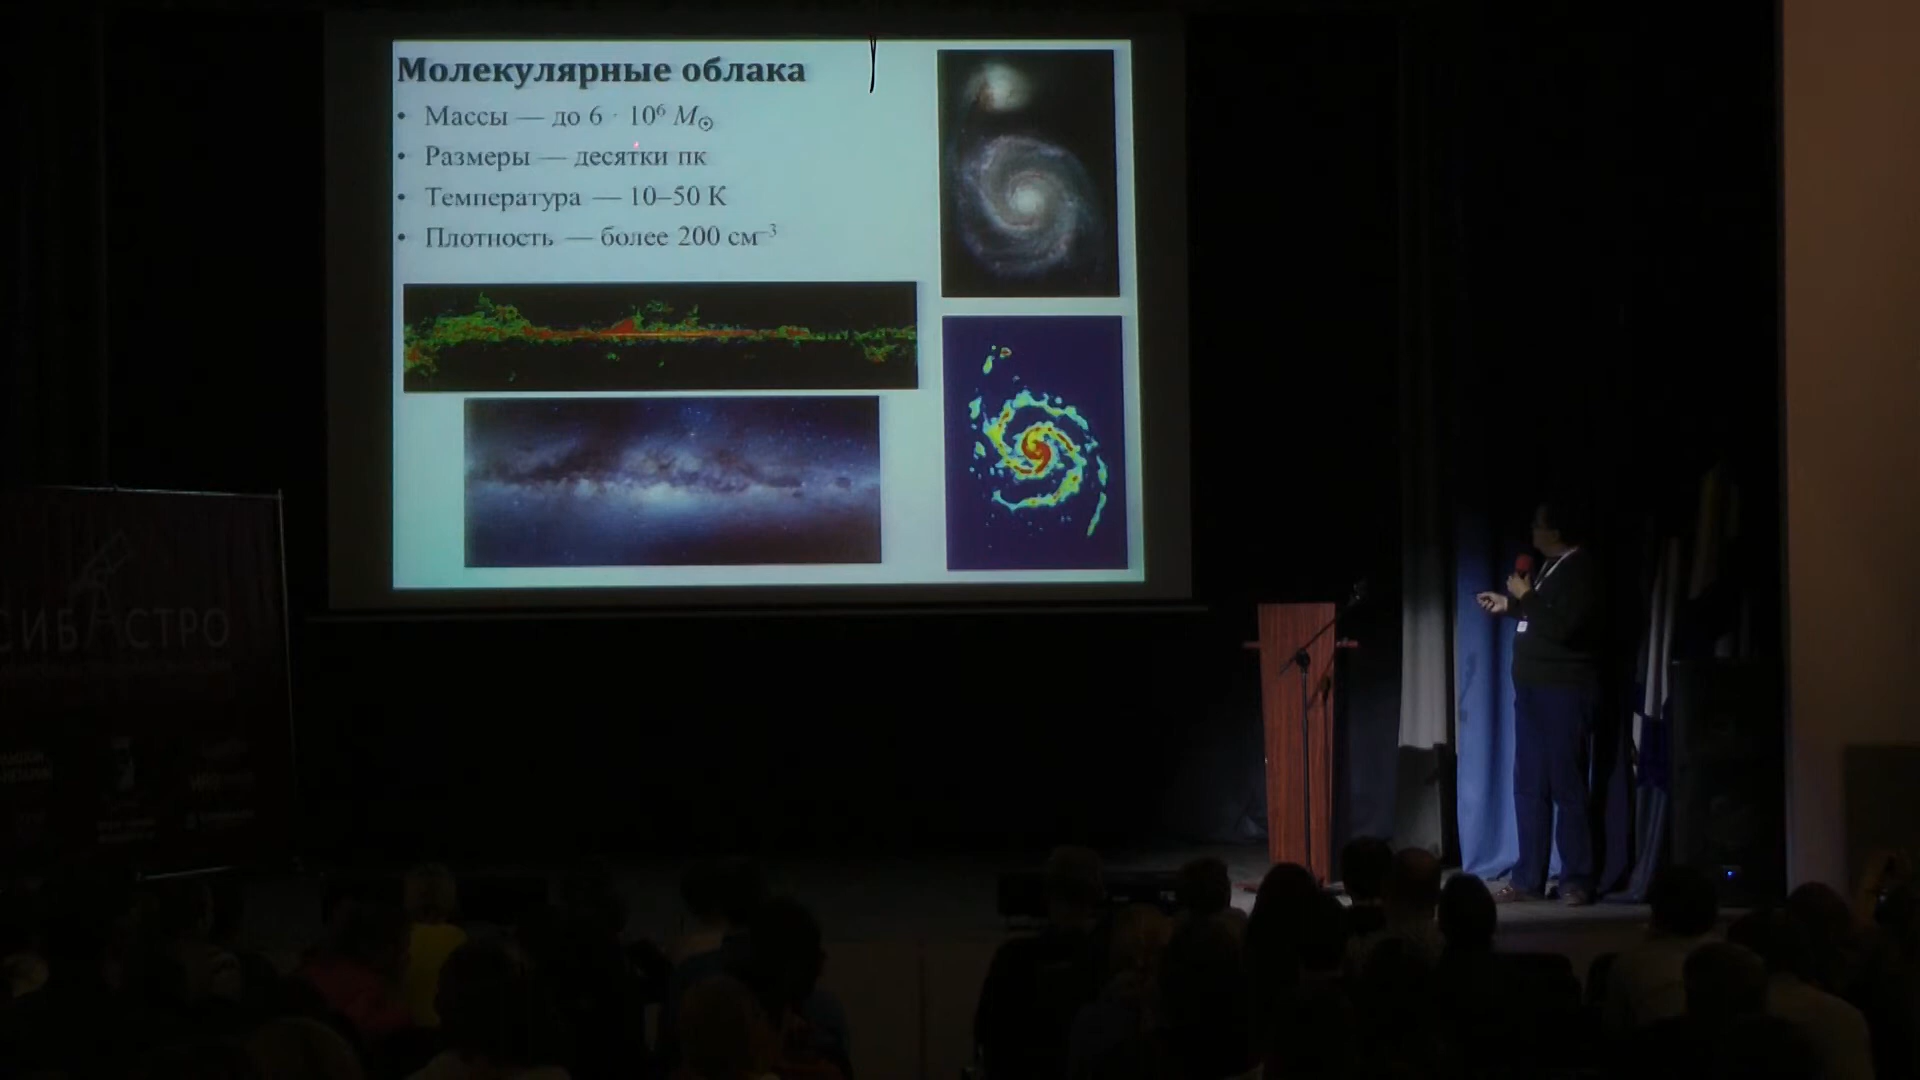 Молекулярные облака
• Массы — до 6 · 10⁶ M☉
• Размеры — десятки пк
• Температура — 10–50 К
• Плотность — более 200 см⁻³
СИБАСТРО